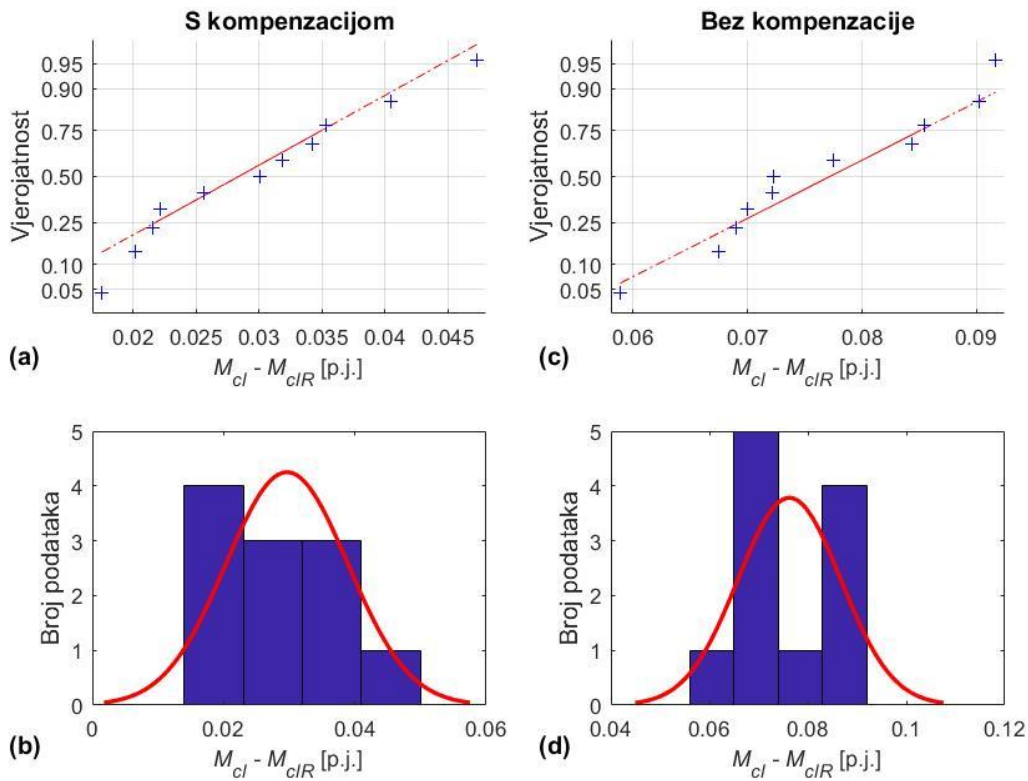 S kompenzacijom
Vjerojatnost
0.95
0.90
0.75
0.50
0.25
0.10
0.05
0.02 0.025 0.03 0.035 0.04 0.045
(a)
M_cl - M_clR [p.j.]
Bez kompenzacije
Vjerojatnost
0.95
0.90
0.75
0.50
0.25
0.10
0.05
0.06 0.07 0.08 0.09
(c)
M_cl - M_clR [p.j.]
Broj podataka
5
4
3
2
1
0
0 0.02 0.04 0.06
(b)
M_cl - M_clR [p.j.]
Broj podataka
5
4
3
2
1
0
0.04 0.06 0.08 0.1 0.12
(d)
M_cl - M_clR [p.j.]